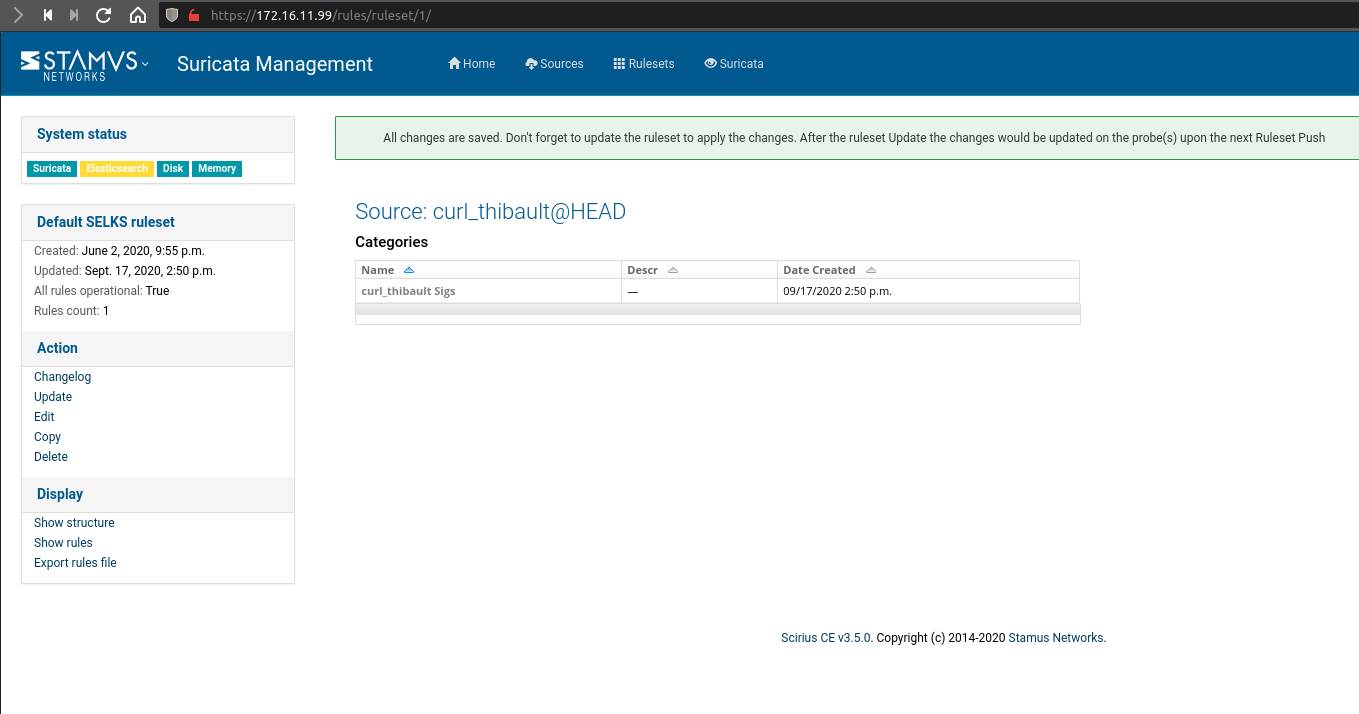 https://172.16.11.99/rules/ruleset/1/
STAMVS NETWORKS
Suricata Management
Home
Sources
Rulesets
Suricata
System status
Suricata Elasticsearch Disk Memory
Default SELKS ruleset
Created: June 2, 2020, 9:55 p.m.
Updated: Sept. 17, 2020, 2:50 p.m.
All rules operational: True
Rules count: 1
Action
Changelog
Update
Edit
Copy
Delete
Display
Show structure
Show rules
Export rules file
All changes are saved. Don't forget to update the ruleset to apply the changes. After the ruleset Update the changes would be updated on the probe(s) upon the next Ruleset Push
Source: curl_thibault@HEAD
Categories
Name Descr Date Created
curl_thibault Sigs — 09/17/2020 2:50 p.m.
Scirius CE v3.5.0. Copyright (c) 2014-2020 Stamus Networks.